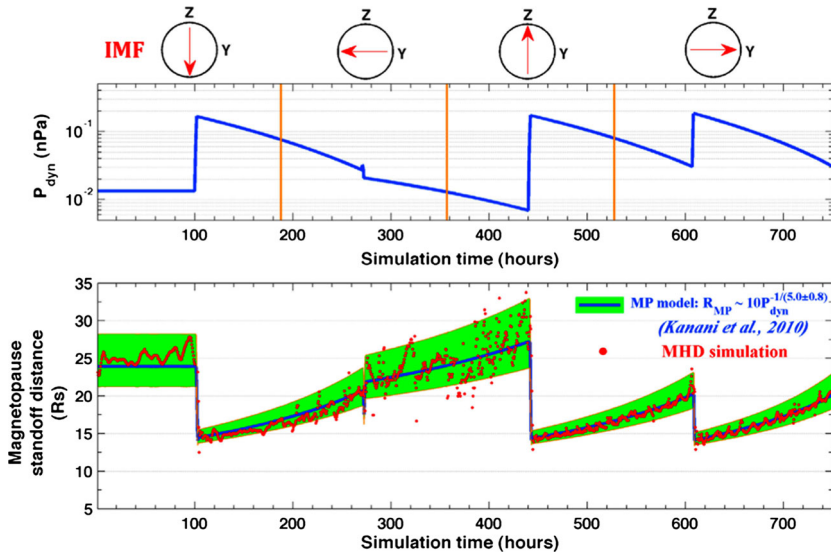 Z Z Z Z
IMF Y Y Y Y
10⁻¹
10⁻²
P_dyn (nPa)
100 200 300 400 500 600 700
Simulation time (hours)
35
30
25
20
15
10
5
Magnetopause
standoff distance
(Rs)
MP model: R_MP ~ 10P_dyn^-1/(5.0±0.8)
(Kanani et al., 2010)
MHD simulation
100 200 300 400 500 600 700
Simulation time (hours)